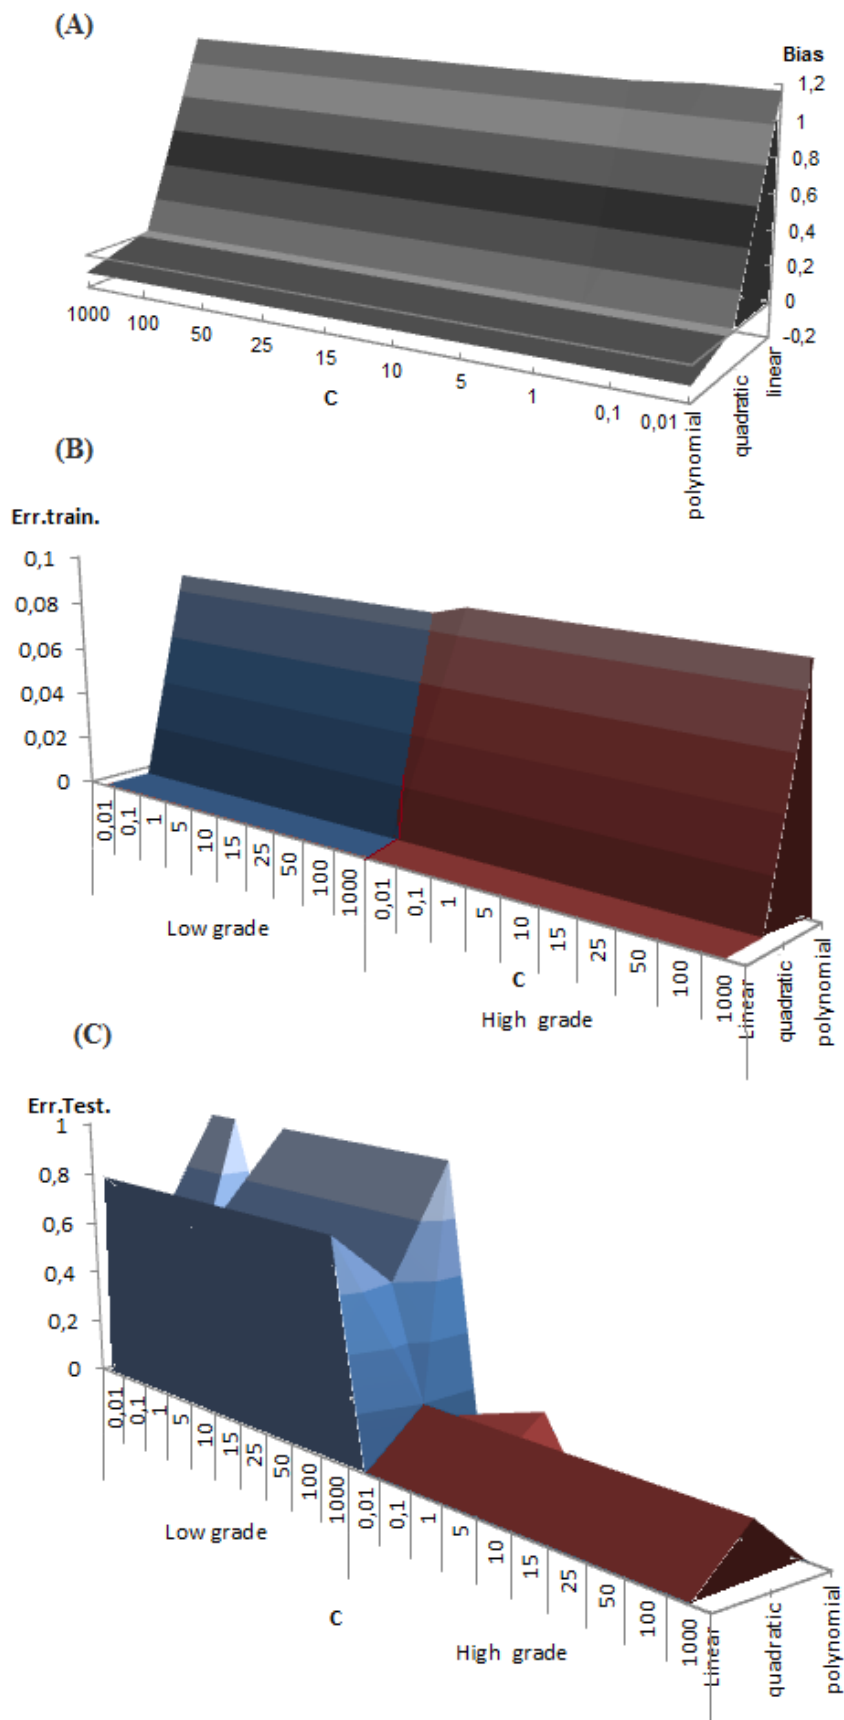 (A)
Bias
1,2
1
0,8
0,6
0,4
0,2
0
-0,2
1000 100 50 25 15 10 5 1 0,1 0,01
C
polynomial
quadratic
linear
(B)
Err.train.
0,1
0,08
0,06
0,04
0,02
0
0,01 0,1 1 5 10 15 25 50 100 1000 0,01 0,1 1 5 10 15 25 50 100 1000
Low grade
C
High grade
Linear
quadratic
polynomial
(C)
Err.Test.
1
0,8
0,6
0,4
0,2
0
0,01 0,1 1 5 10 15 25 50 100 1000 0,01 0,1 1 5 10 15 25 50 100 1000
Low grade
C
High grade
Linear
quadratic
polynomial